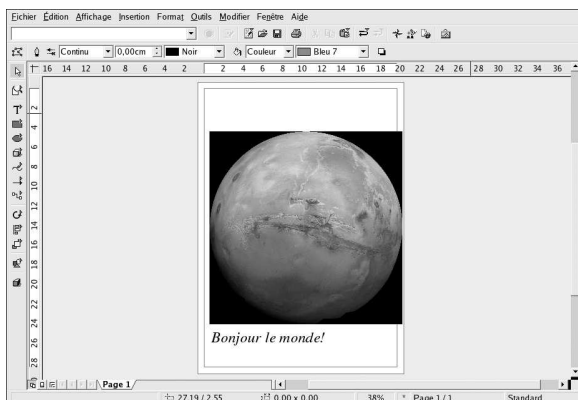 Fichier Édition Affichage Insertion Format Outils Modifier Fenêtre Aide
Continu 0,00cm Noir Couleur Bleu 7
16 14 12 10 8 6 4 2 2 4 6 8 10 12 14 16 18 20 22 24 26 28 30 32 34 36
2
4
6
8
10
12
14
16
18
20
22
24
26
28
Bonjour le monde!
Page 1
27.19 / 2.55 0.00 x 0.00 38% * Page 1 / 1 Standard